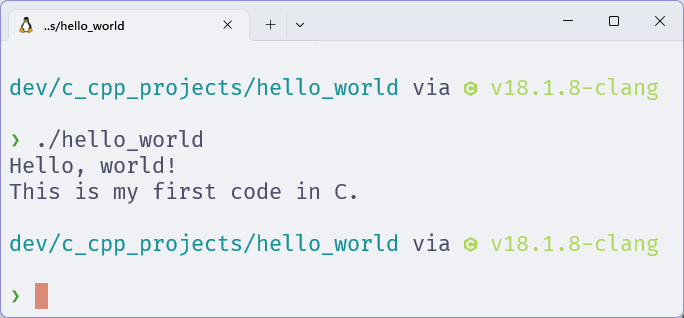 ..s/hello_world
dev/c_cpp_projects/hello_world via C v18.1.8-clang
❯ ./hello_world
Hello, world!
This is my first code in C.
dev/c_cpp_projects/hello_world via C v18.1.8-clang
❯